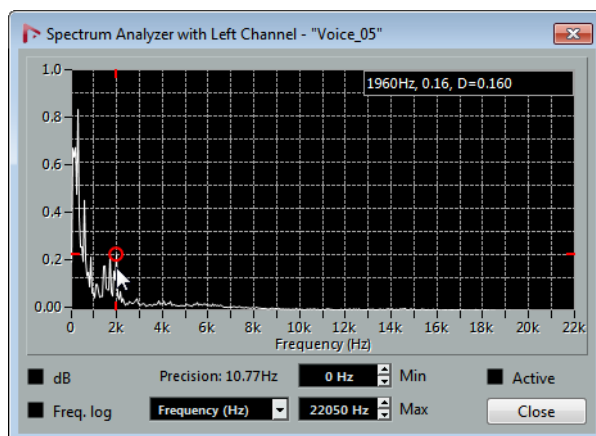 Spectrum Analyzer with Left Channel - "Voice_05"
1960Hz, 0.16, D=0.160
1.0
0.8
0.6
0.4
0.2
0.00
0 2k 4k 6k 8k 10k 12k 14k 16k 18k 20k 22k
Frequency (Hz)
dB Precision: 10.77Hz 0 Hz Min Active
Freq. log Frequency (Hz) 22050 Hz Max Close